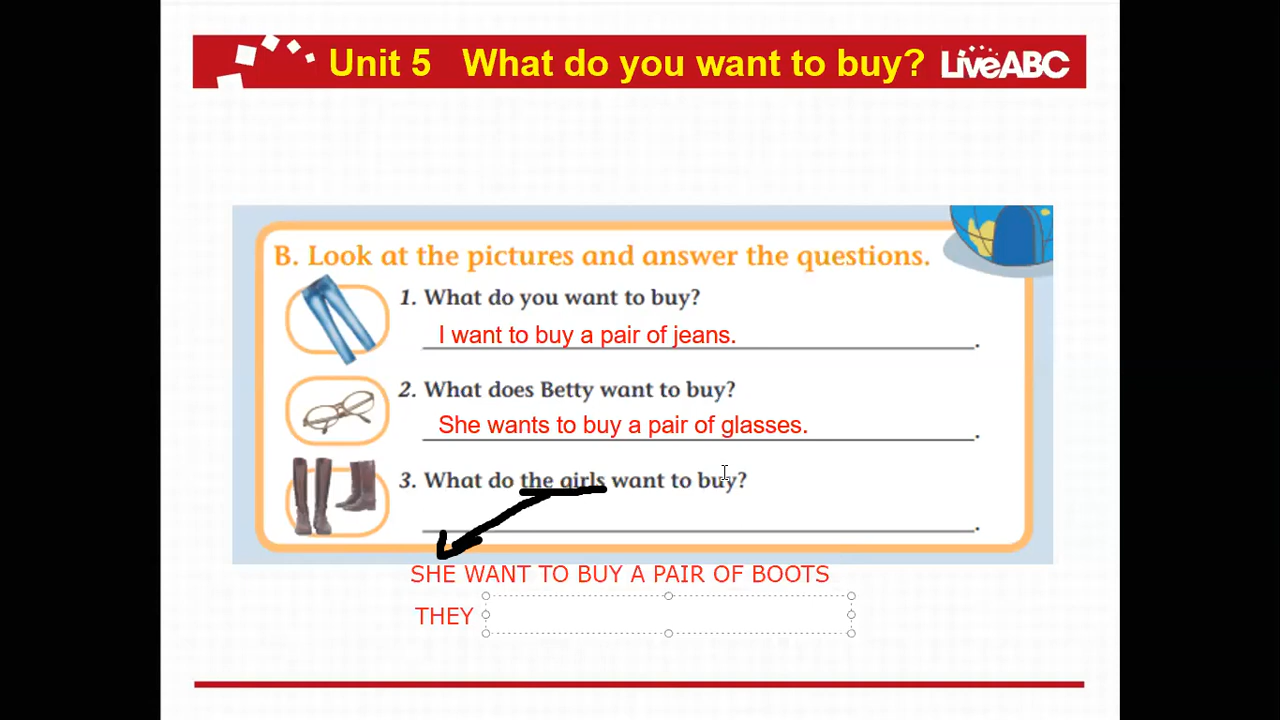 Unit 5 What do you want to buy? LiveABC
B. Look at the pictures and answer the questions.
1. What do you want to buy?
I want to buy a pair of jeans. .
2. What does Betty want to buy?
She wants to buy a pair of glasses. .
3. What do the girls want to buy?
.
SHE WANT TO BUY A PAIR OF BOOTS
THEY